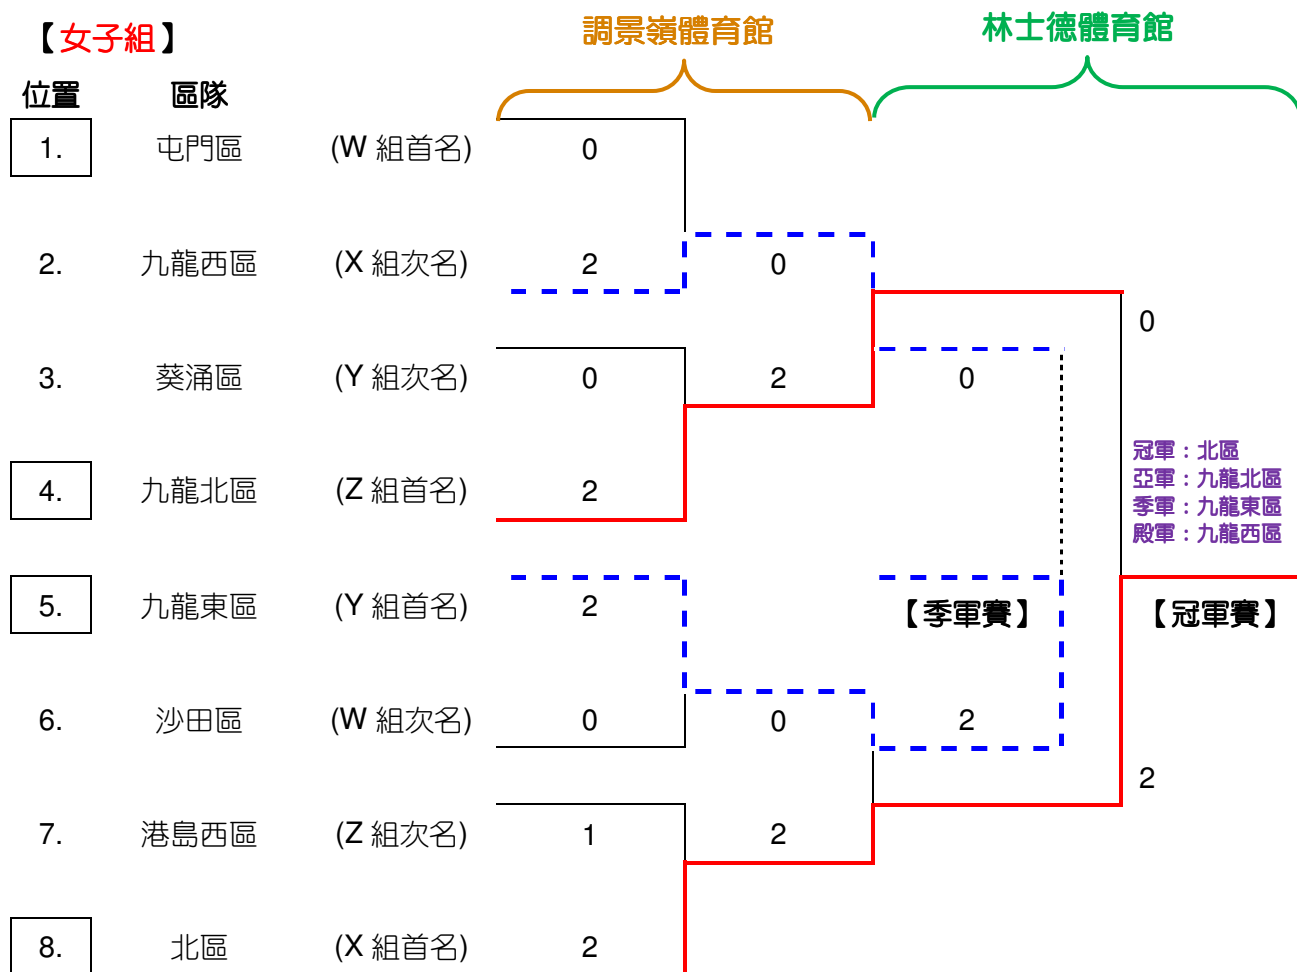 【女子組】 調景嶺體育館 林士德體育館
位置 區隊
1. 屯門區 (W 組首名) 0
2. 九龍西區 (X 組次名) 2 0
0
3. 葵涌區 (Y 組次名) 0 2 0
冠軍：北區
亞軍：九龍北區
季軍：九龍東區
殿軍：九龍西區
4. 九龍北區 (Z 組首名) 2
5. 九龍東區 (Y 組首名) 2 【季軍賽】 【冠軍賽】
6. 沙田區 (W 組次名) 0 0 2
2
7. 港島西區 (Z 組次名) 1 2
8. 北區 (X 組首名) 2